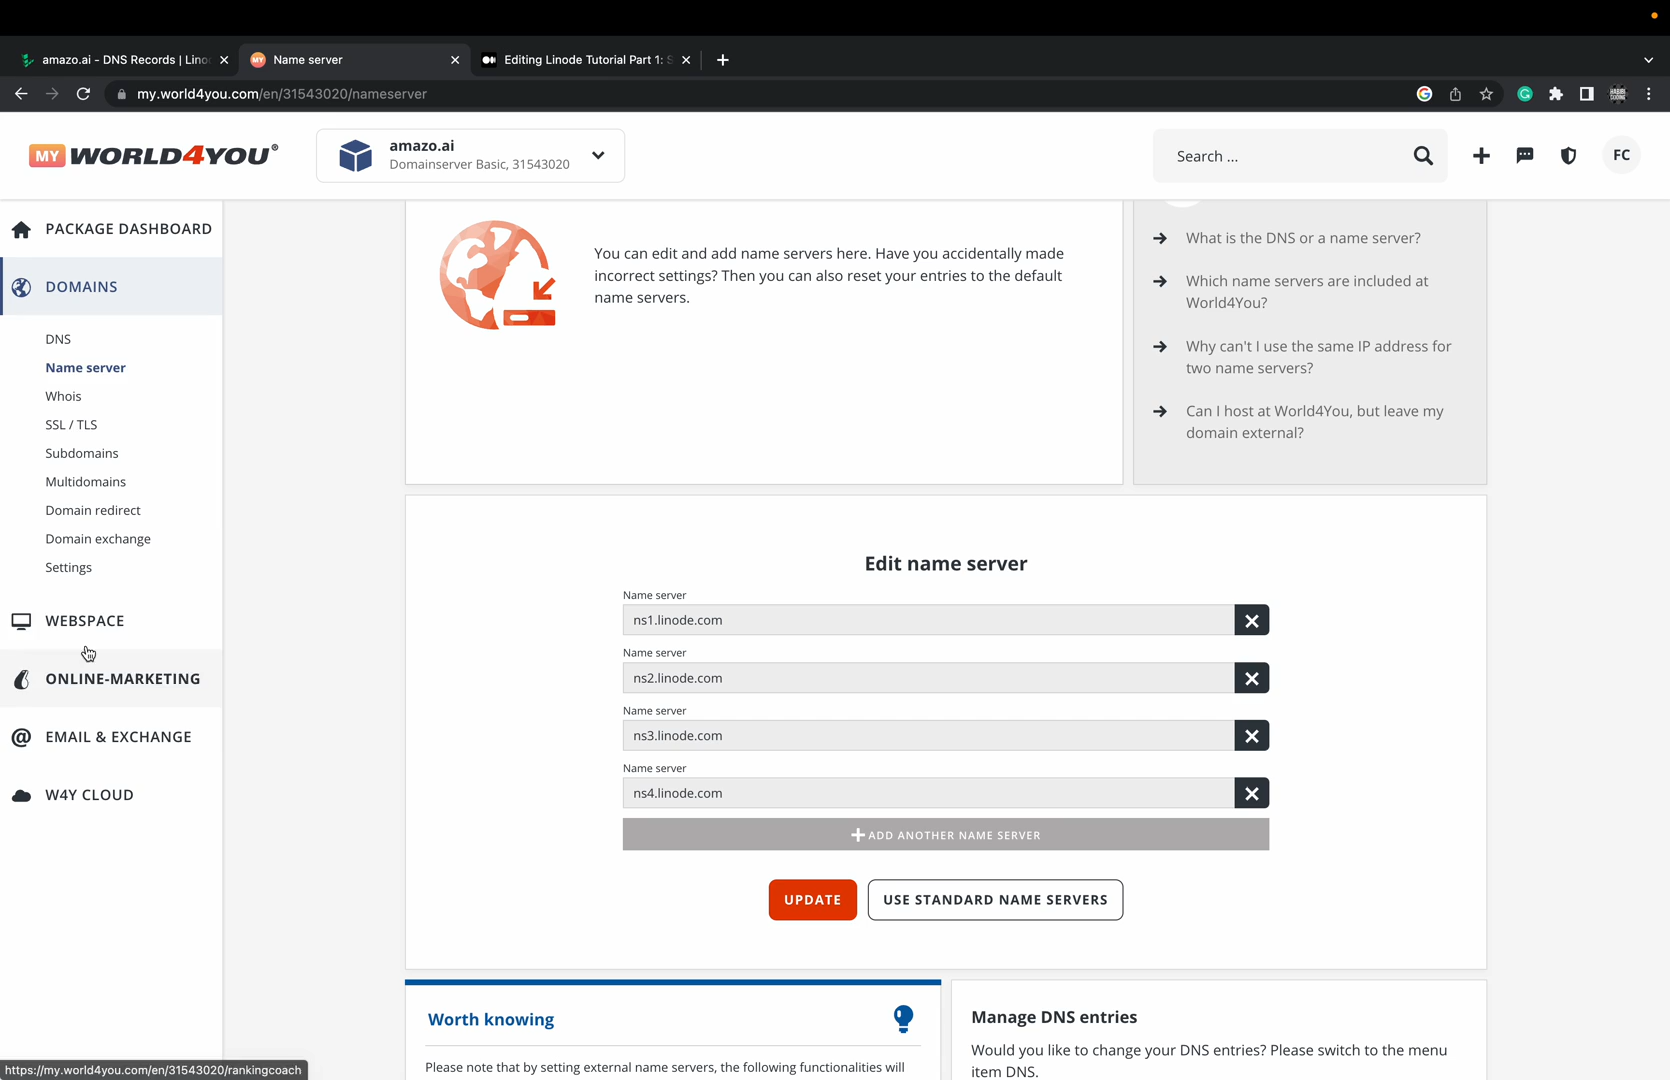 amazo.ai - DNS Records | Lino
Name server
Editing Linode Tutorial Part 1: S
my.world4you.com/en/31543020/nameserver
MY WORLD4YOU®
amazo.ai
Domainserver Basic, 31543020
Search ...
FC
PACKAGE DASHBOARD
DOMAINS
DNS
Name server
Whois
SSL / TLS
Subdomains
Multidomains
Domain redirect
Domain exchange
Settings
WEBSPACE
ONLINE-MARKETING
EMAIL & EXCHANGE
W4Y CLOUD
You can edit and add name servers here. Have you accidentally made
incorrect settings? Then you can also reset your entries to the default
name servers.
What is the DNS or a name server?
Which name servers are included at
World4You?
Why can't I use the same IP address for
two name servers?
Can I host at World4You, but leave my
domain external?
Edit name server
Name server
ns1.linode.com
Name server
ns2.linode.com
Name server
ns3.linode.com
Name server
ns4.linode.com
ADD ANOTHER NAME SERVER
UPDATE
USE STANDARD NAME SERVERS
Worth knowing
Please note that by setting external name servers, the following functionalities will
Manage DNS entries
Would you like to change your DNS entries? Please switch to the menu
item DNS.
https://my.world4you.com/en/31543020/rankingcoach